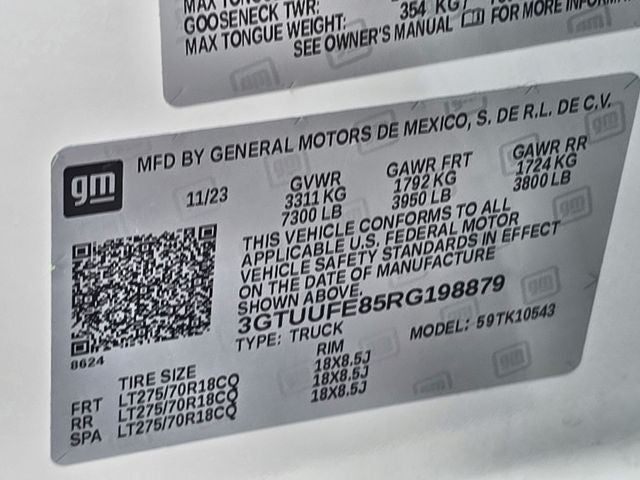 MAX TONGUE
GOOSENECK TWR:
MAX TONGUE WEIGHT: 354 KG
SEE OWNER'S MANUAL FOR MORE
MFD BY GENERAL MOTORS DE MEXICO, S. DE R.L. DE C.V.
gm
11/23 GVWR GAWR FRT GAWR RR
3311 KG 1792 KG 1724 KG
7300 LB 3950 LB 3800 LB
THIS VEHICLE CONFORMS TO ALL
APPLICABLE U.S. FEDERAL MOTOR
VEHICLE SAFETY STANDARDS IN EFFECT
ON THE DATE OF MANUFACTURE
SHOWN ABOVE.
3GTUUFE85RG198879
TYPE: TRUCK MODEL: 59TK10543
8624
TIRE SIZE RIM
FRT LT275/70R18CQ 18X8.5J
RR LT275/70R18CQ 18X8.5J
SPA LT275/70R18CQ 18X8.5J